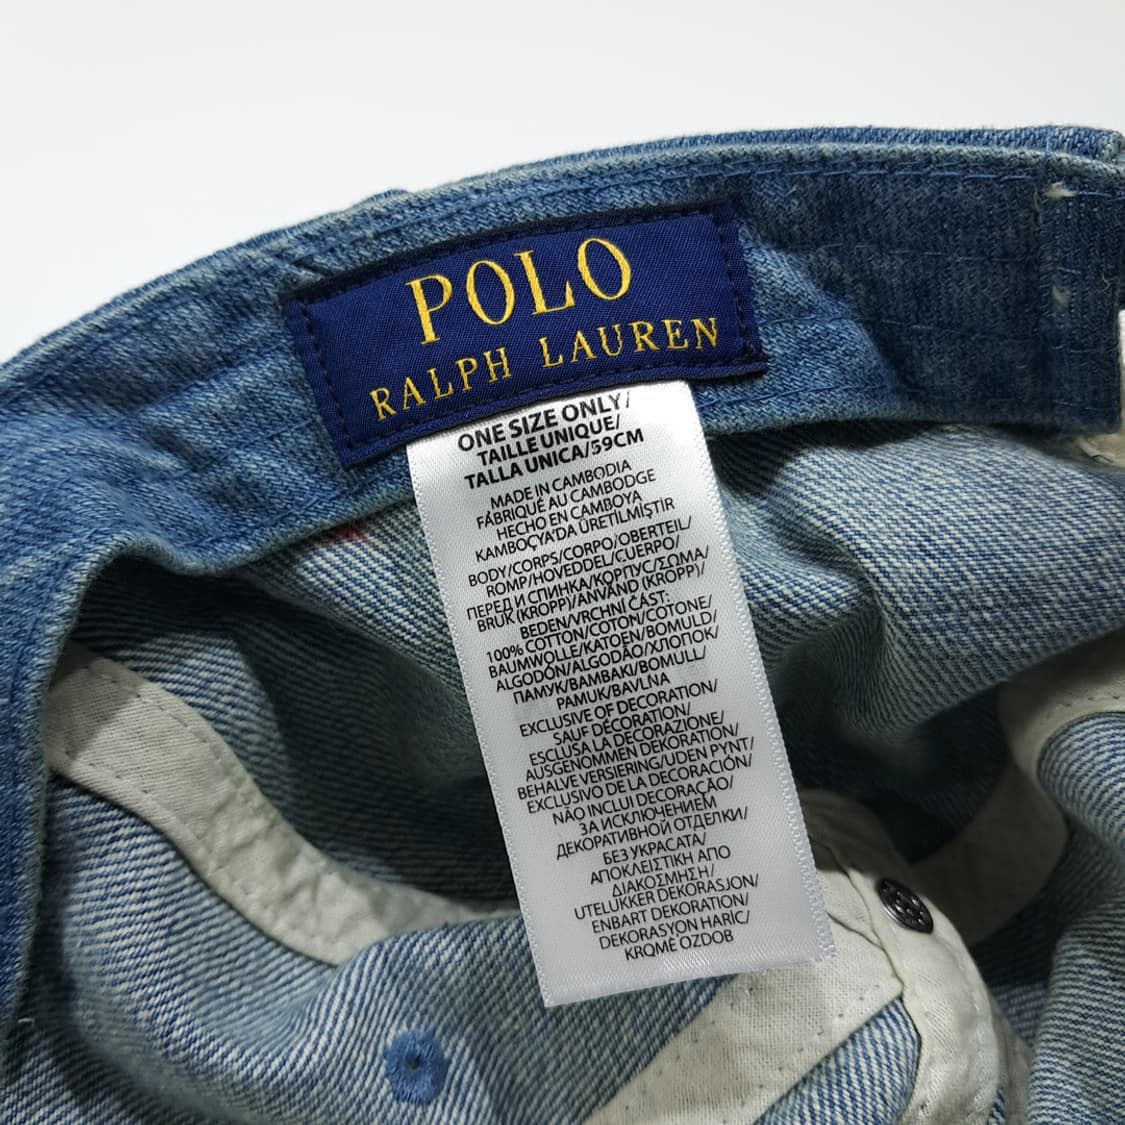 POLO
RALPH LAUREN
ONE SIZE ONLY/
TAILLE UNIQUE/
TALLA UNICA/59CM
MADE IN CAMBODIA
FABRIQUÉ AU CAMBODGE
HECHO EN CAMBOYA
KAMBOÇYA'DA ÜRETILMIŞTIR
BODY/CORPS/CORPO/OBERTEIL/
ROMP/HOVEDDEL/CUERPO/
ПЕРЕД И СПИНКА/КОРПУС/ΣΩΜΑ/
BRUK (KROPP)/ANVÄND (KROPP)/
BEDEN/VRCHNÍ ČÁST:
100% COTTON/COTON/COTONE/
BAUMWOLLE/KATOEN/BOMULD/
ALGODÓN/ALGODÃO/ХЛОПОК/
ПАМУК/ΒΑΜΒΑΚΙ/BOMULL/
PAMUK/BAVLNA
EXCLUSIVE OF DECORATION/
SAUF DÉCORATION/
ESCLUSA LA DECORAZIONE/
AUSGENOMMEN DEKORATION/
BEHALVE VERSIERING/UDEN PYNT/
EXCLUSIVO DE LA DECORACIÓN/
NÃO INCLUI DECORAÇÃO/
ЗА ИСКЛЮЧЕНИЕМ
ДЕКОРАТИВНОЙ ОТДЕЛКИ/
БЕЗ УКРАСАТА/
ΑΠΟΚΛΕΙΣΤΙΚΗ ΑΠΟ
ΔΙΑΚΟΣΜΗΣΗ/
UTELUKKER DEKORASJON/
ENBART DEKORATION/
DEKORASYON HARİC/
KRQME OZDOB